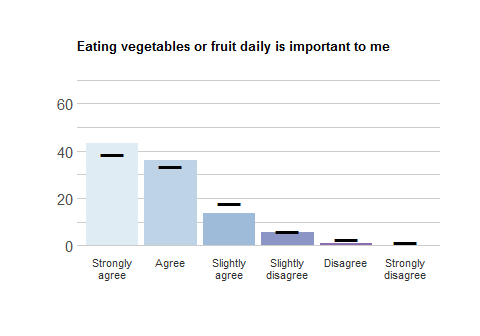 Eating vegetables or fruit daily is important to me
60
40
20
0
Strongly agree
Agree
Slightly agree
Slightly disagree
Disagree
Strongly disagree